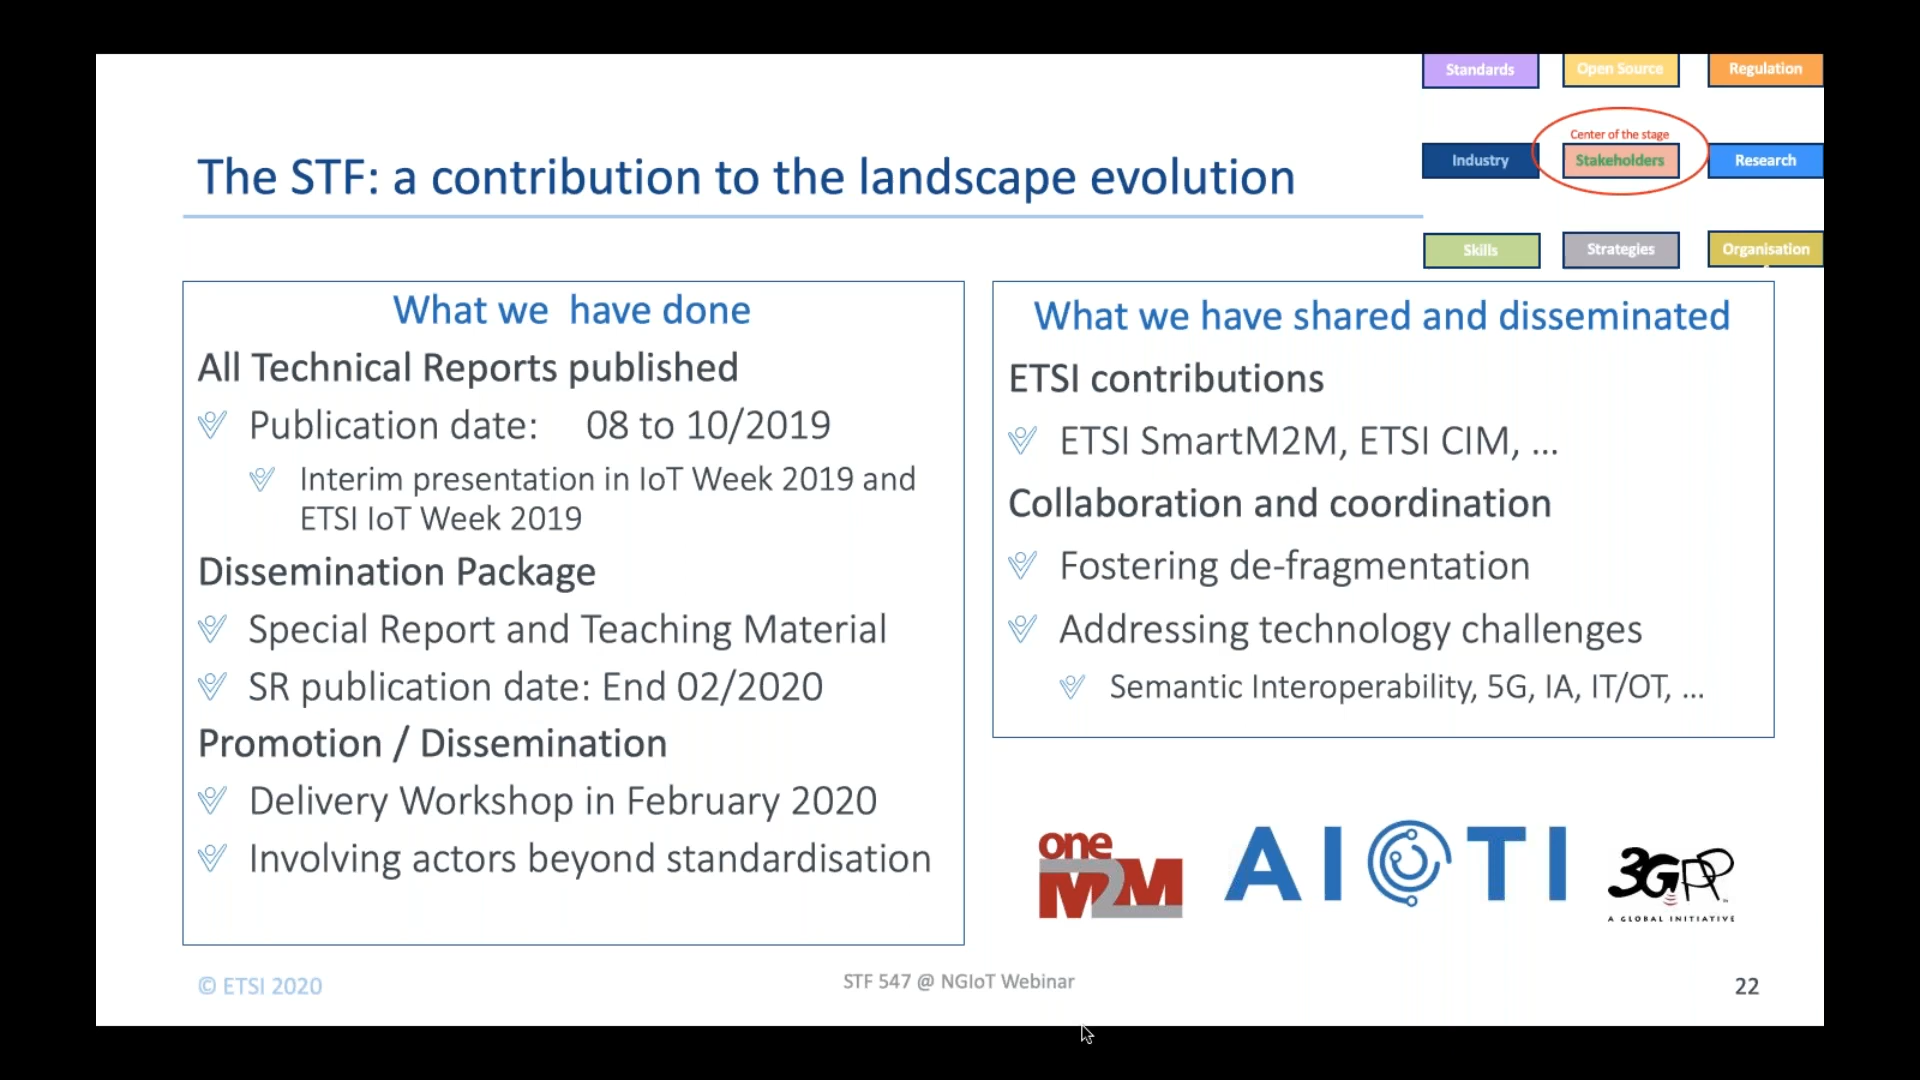 Standards
Open Source
Regulation
Center of the stage
Industry
Stakeholders
Research
Skills
Strategies
Organisation
The STF: a contribution to the landscape evolution
What we  have done
All Technical Reports published
Publication date:    08 to 10/2019
Interim presentation in IoT Week 2019 and
ETSI IoT Week 2019
Dissemination Package
Special Report and Teaching Material
SR publication date: End 02/2020
Promotion / Dissemination
Delivery Workshop in February 2020
Involving actors beyond standardisation
What we have shared and disseminated
ETSI contributions
ETSI SmartM2M, ETSI CIM, ...
Collaboration and coordination
Fostering de-fragmentation
Addressing technology challenges
Semantic Interoperability, 5G, IA, IT/OT, ...
one
M2M
AIOTI
3GPP
A GLOBAL INITIATIVE
© ETSI 2020
STF 547 @ NGIoT Webinar
22